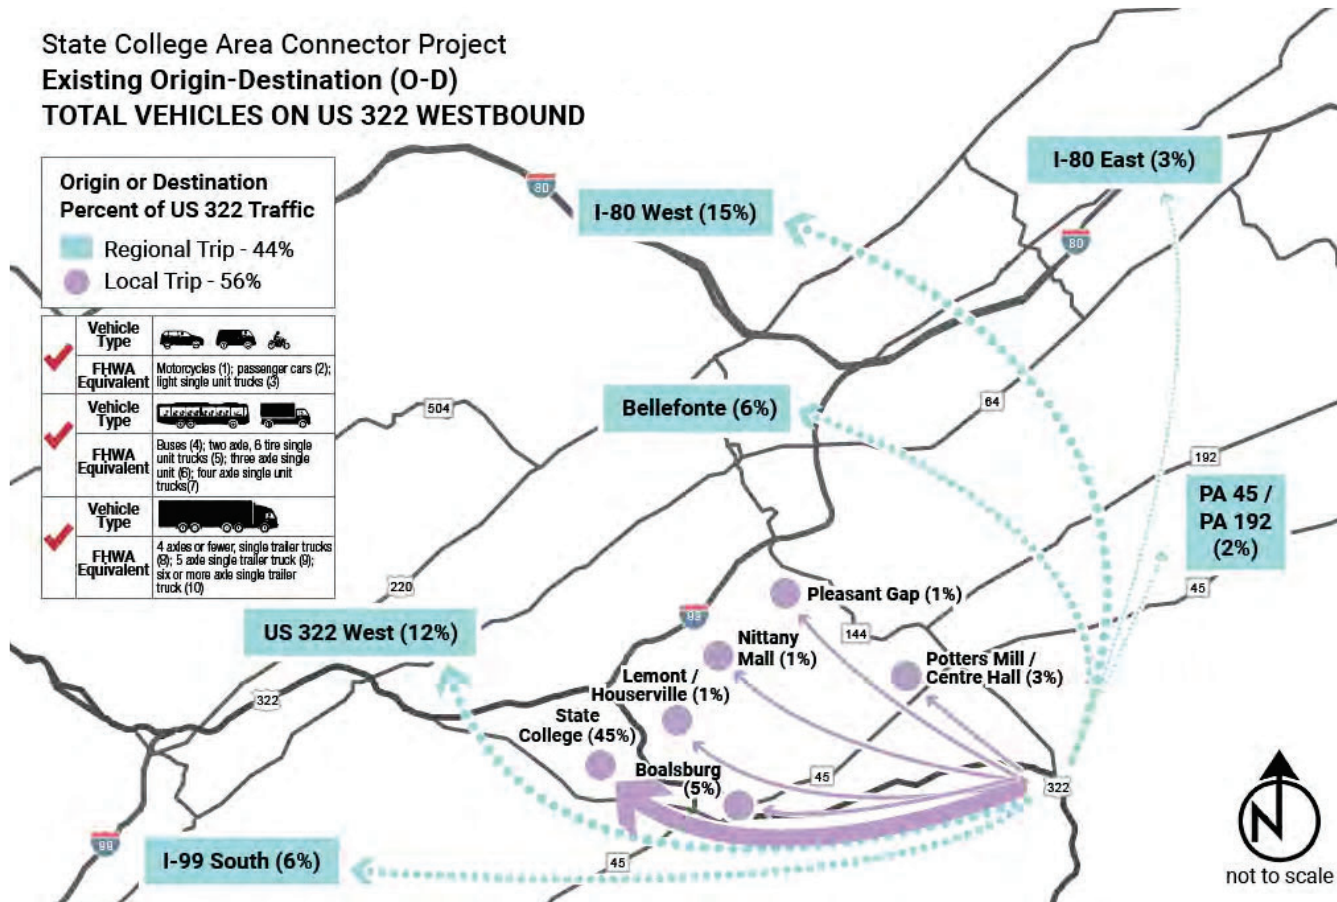 State College Area Connector Project
Existing Origin-Destination (O-D)
TOTAL VEHICLES ON US 322 WESTBOUND
Origin or Destination
Percent of US 322 Traffic
Regional Trip - 44%
Local Trip - 56%
Vehicle
Type
FHWA
Equivalent
Motorcycles (1); passenger cars (2);
light single unit trucks (3)
Vehicle
Type
FHWA
Equivalent
Buses (4); two axle, 6 tire single
unit trucks (5); three axle single
unit (6); four axle single unit
trucks(7)
Vehicle
Type
FHWA
Equivalent
4 axles or fewer, single trailer trucks
(8); 5 axle single trailer truck (9);
six or more axle single trailer
truck (10)
I-80 East (3%)
80
I-80 West (15%)
80
Bellefonte (6%)
504
64
192
PA 45 /
PA 192
(2%)
220
45
Pleasant Gap (1%)
US 322 West (12%)
99
144
Nittany
Mall (1%)
Potters Mill /
Centre Hall (3%)
Lemont /
Houserville (1%)
322
State
College (45%)
Boalsburg
(5%)
45
322
99
I-99 South (6%)
45
N
not to scale